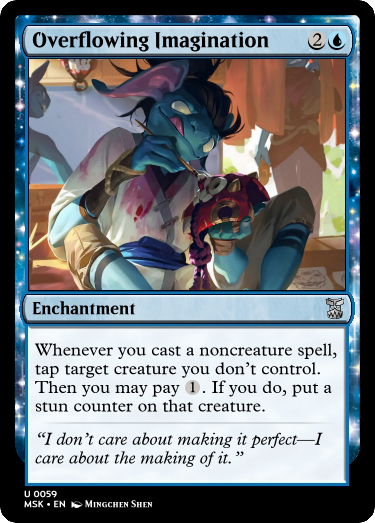 Overflowing Imagination 2
Enchantment
Whenever you cast a noncreature spell,
tap target creature you don't control.
Then you may pay 1. If you do, put a
stun counter on that creature.
“I don't care about making it perfect—I
care about the making of it.”
U 0059
MSK • EN Mingchen Shen